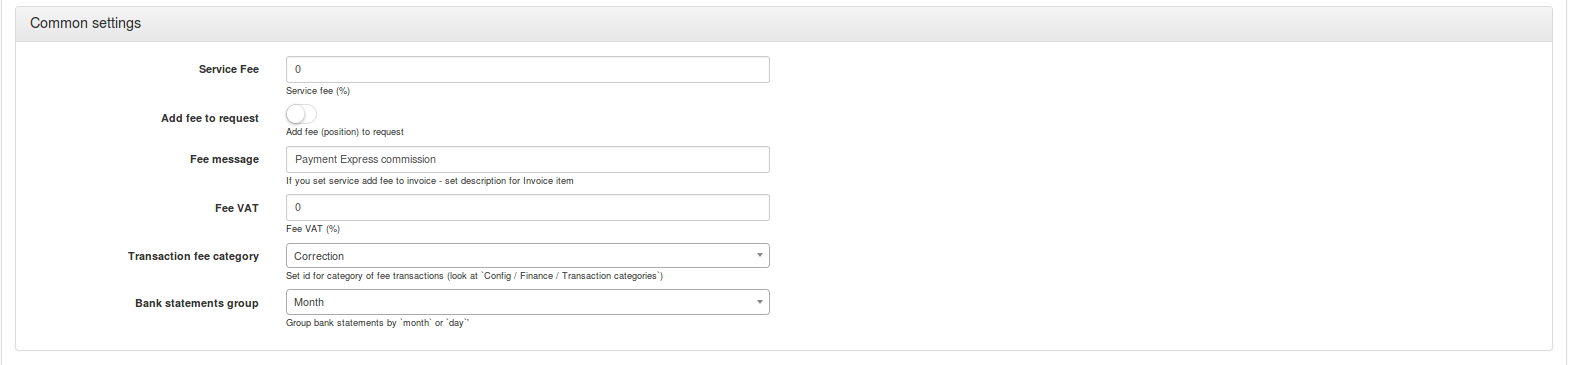 Common settings
Service Fee
0
Service fee (%)
Add fee to request
Add fee (position) to request
Fee message
Payment Express commission
If you set service add fee to invoice - set description for Invoice item
Fee VAT
0
Fee VAT (%)
Transaction fee category
Correction
Set id for category of fee transactions (look at `Config / Finance / Transaction categories`)
Bank statements group
Month
Group bank statements by `month` or `day`'